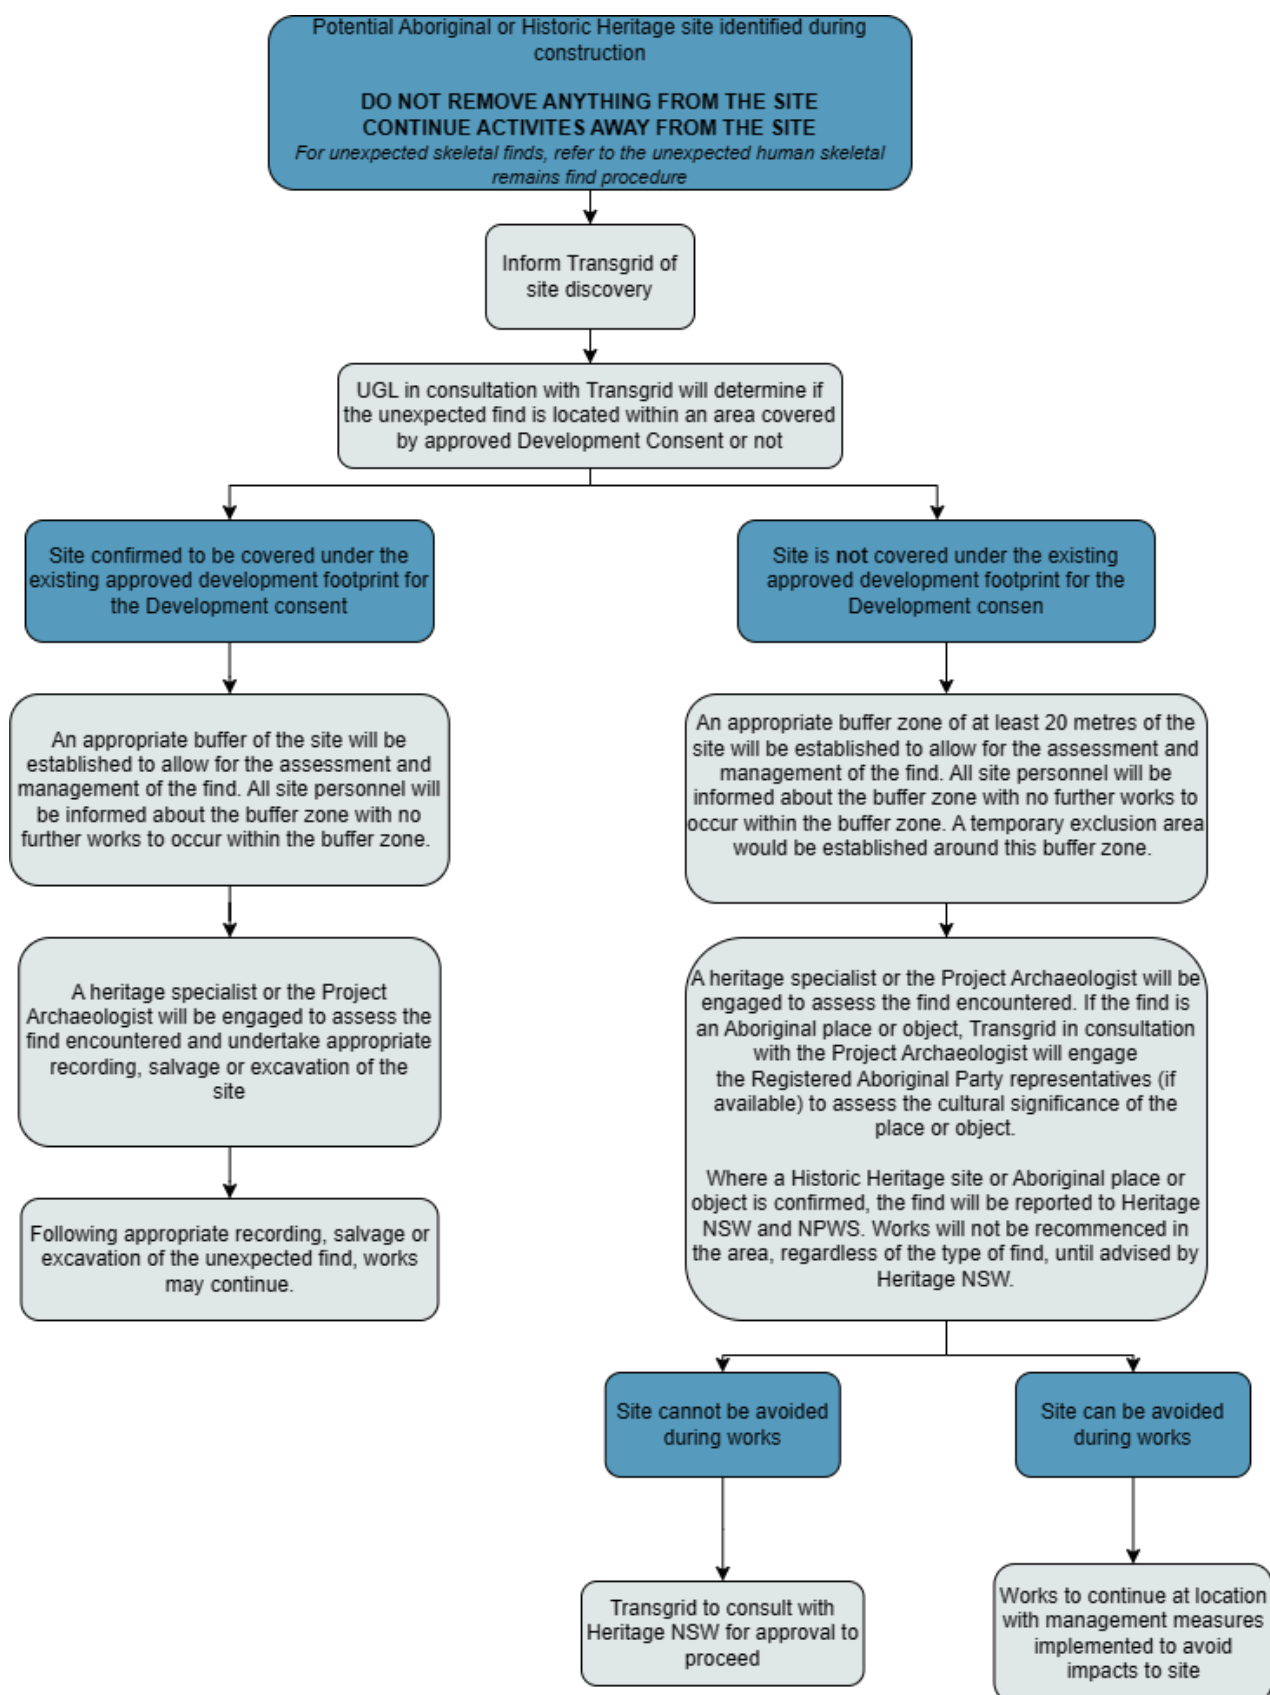 Potential Aboriginal or Historic Heritage site identified during
construction
DO NOT REMOVE ANYTHING FROM THE SITE
CONTINUE ACTIVITES AWAY FROM THE SITE
For unexpected skeletal finds, refer to the unexpected human skeletal
remains find procedure
Inform Transgrid of
site discovery
UGL in consultation with Transgrid will determine if
the unexpected find is located within an area covered
by approved Development Consent or not
Site confirmed to be covered under the
existing approved development footprint for
the Development consent
Site is not covered under the existing
approved development footprint for the
Development consen
An appropriate buffer of the site will be
established to allow for the assessment and
management of the find. All site personnel will
be informed about the buffer zone with no
further works to occur within the buffer zone.
An appropriate buffer zone of at least 20 metres of the
site will be established to allow for the assessment and
management of the find. All site personnel will be
informed about the buffer zone with no further works to
occur within the buffer zone. A temporary exclusion area
would be established around this buffer zone.
A heritage specialist or the Project
Archaeologist will be engaged to assess the
find encountered and undertake appropriate
recording, salvage or excavation of the
site
A heritage specialist or the Project Archaeologist will be
engaged to assess the find encountered. If the find is
an Aboriginal place or object, Transgrid in consultation
with the Project Archaeologist will engage
the Registered Aboriginal Party representatives (if
available) to assess the cultural significance of the
place or object.
Where a Historic Heritage site or Aboriginal place or
object is confirmed, the find will be reported to Heritage
NSW and NPWS. Works will not be recommenced in
the area, regardless of the type of find, until advised by
Heritage NSW.
Following appropriate recording, salvage or
excavation of the unexpected find, works
may continue.
Site cannot be avoided
during works
Site can be avoided
during works
Transgrid to consult with
Heritage NSW for approval to
proceed
Works to continue at location
with management measures
implemented to avoid
impacts to site